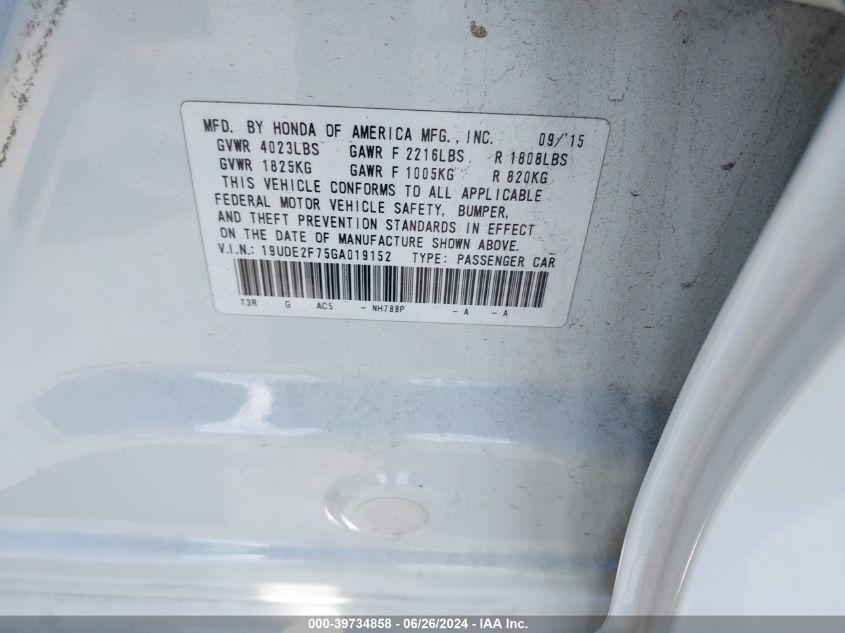 MFD. BY HONDA OF AMERICA MFG., INC. 09/'15
GVWR 4023LBS GAWR F 2216LBS R 1808LBS
GVWR 1825KG GAWR F 1005KG R 820KG
THIS VEHICLE CONFORMS TO ALL APPLICABLE
FEDERAL MOTOR VEHICLE SAFETY, BUMPER,
AND THEFT PREVENTION STANDARDS IN EFFECT
ON THE DATE OF MANUFACTURE SHOWN ABOVE.
V.I.N.: 19UDE2F75GA019152 TYPE: PASSENGER CAR
T3R G AC5 - NH788P - A - A
000-39734858 - 06/26/2024 - IAA Inc.